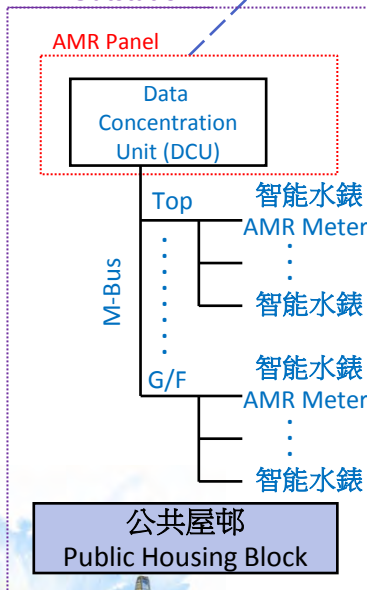 AMR Panel
Data
Concentration
Unit (DCU)
Top
智能水錶
AMR Meter
智能水錶
M-Bus
G/F
智能水錶
AMR Meter
智能水錶
公共屋邨
Public Housing Block